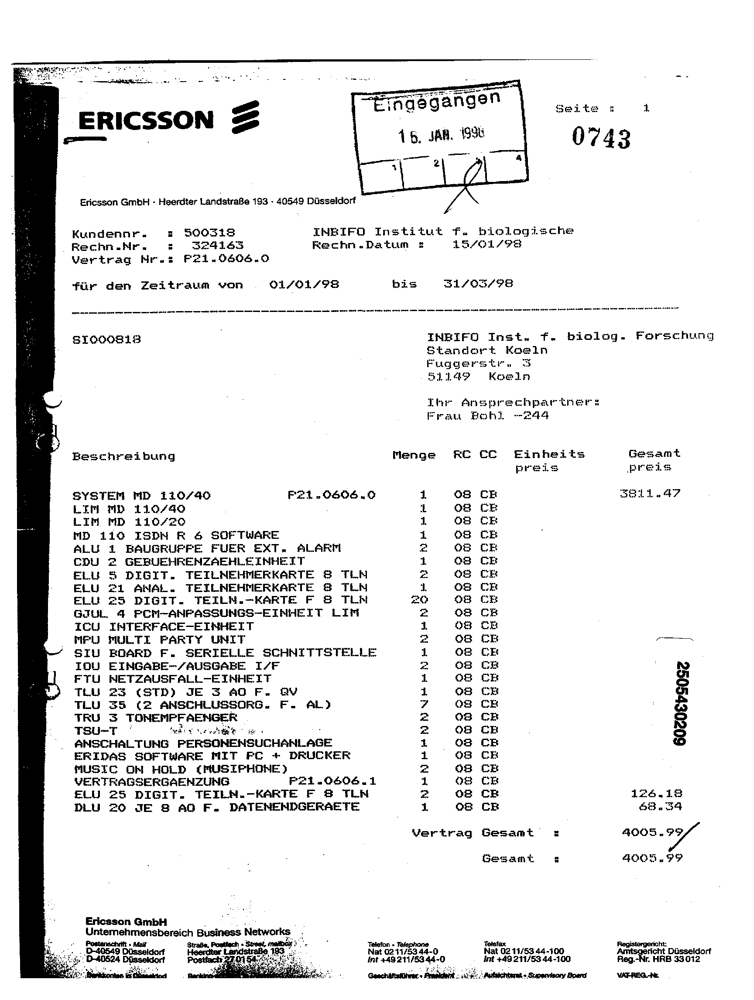 ERICSSON
Eingegangen
16. JAN. 1998
1 2 3 4
Seite : 1
0743
Ericsson GmbH · Heerdter Landstraße 193 · 40549 Düsseldorf
Kundennr. : 500318 INBIFO Institut f. biologische
Rechn.Nr. : 324163 Rechn.Datum : 15/01/98
Vertrag Nr.: P21.0606.0
für den Zeitraum von 01/01/98 bis 31/03/98
SI000818
INBIFO Inst. f. biolog. Forschung
Standort Koeln
Fuggerstr. 3
51149 Koeln
Ihr Ansprechpartner:
Frau Bohl -244
Beschreibung Menge RC CC Einheits Gesamt
preis preis
SYSTEM MD 110/40 P21.0606.0 1 08 CB 3811.47
LIM MD 110/40 1 08 CB
LIM MD 110/20 1 08 CB
MD 110 ISDN R 6 SOFTWARE 1 08 CB
ALU 1 BAUGRUPPE FUER EXT. ALARM 2 08 CB
CDU 2 GEBUEHRENZAEHLEINHEIT 1 08 CB
ELU 5 DIGIT. TEILNEHMERKARTE 8 TLN 2 08 CB
ELU 21 ANAL. TEILNEHMERKARTE 8 TLN 1 08 CB
ELU 25 DIGIT. TEILN.-KARTE F 8 TLN 20 08 CB
GJUL 4 PCM-ANPASSUNGS-EINHEIT LIM 2 08 CB
ICU INTERFACE-EINHEIT 1 08 CB
MPU MULTI PARTY UNIT 2 08 CB
SIU BOARD F. SERIELLE SCHNITTSTELLE 1 08 CB
IOU EINGABE-/AUSGABE I/F 2 08 CB
FTU NETZAUSFALL-EINHEIT 1 08 CB
TLU 23 (STD) JE 3 AO F. QV 1 08 CB
TLU 35 (2 ANSCHLUSSORG. F. AL) 7 08 CB
TRU 3 TONEMPFAENGER 2 08 CB
TSU-T 2 08 CB
ANSCHALTUNG PERSONENSUCHANLAGE 1 08 CB
ERIDAS SOFTWARE MIT PC + DRUCKER 1 08 CB
MUSIC ON HOLD (MUSIPHONE) 2 08 CB
VERTRAGSERGAENZUNG P21.0606.1 1 08 CB
ELU 25 DIGIT. TEILN.-KARTE F 8 TLN 2 08 CB 126.18
DLU 20 JE 8 AO F. DATENENDGERAETE 1 08 CB 68.34
Vertrag Gesamt : 4005.99
Gesamt : 4005.99
2505430209
Ericsson GmbH
Unternehmensbereich Business Networks
Postanschrift · Mail Straße, Postfach · Street, mailbox Telefon · Telephone Telefax Registergericht:
D-40549 Düsseldorf Heerdter Landstraße 193 Nat 02 11/53 44-0 Nat 02 11/53 44-100 Amtsgericht Düsseldorf
D-40524 Düsseldorf Postfach 27 01 54 Int +49 211/53 44-0 Int +49 211/53 44-100 Reg.-Nr. HRB 33 012
Bankkonten in Düsseldorf Geschäftsführer · President Aufsichtsrat · Supervisory Board VAT-REG.-Nr.